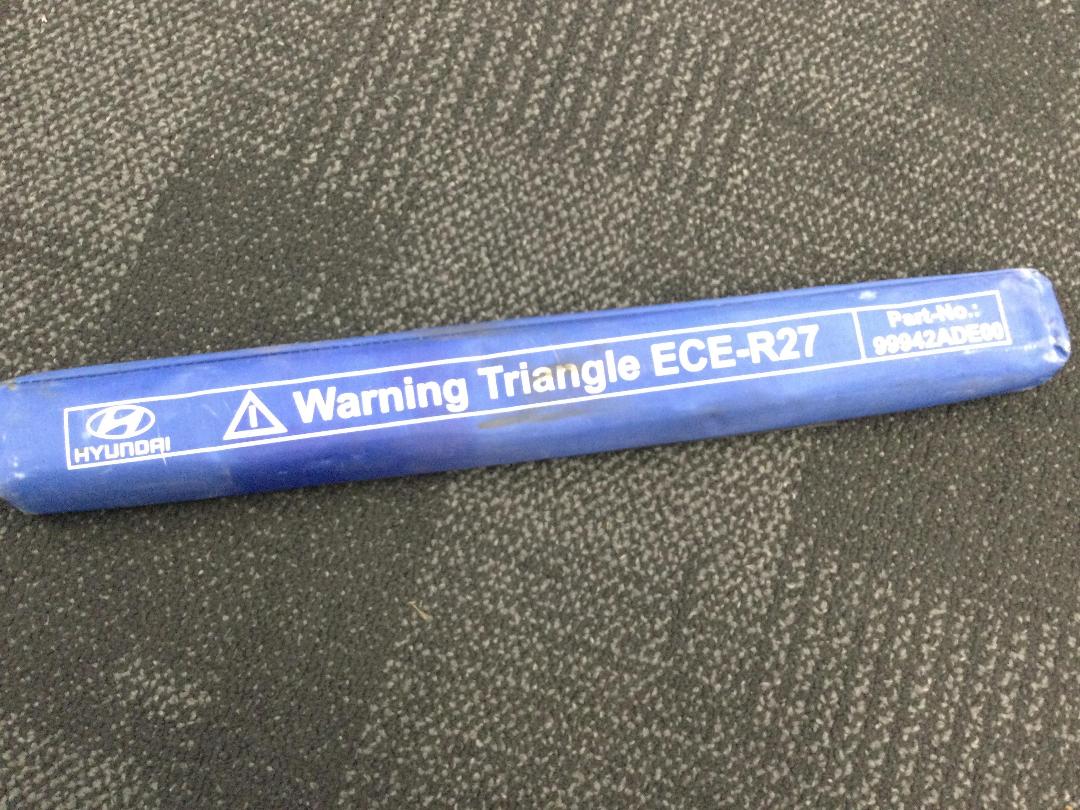 HYUNDAI
Warning Triangle ECE-R27
Part-No.:
99942ADE00